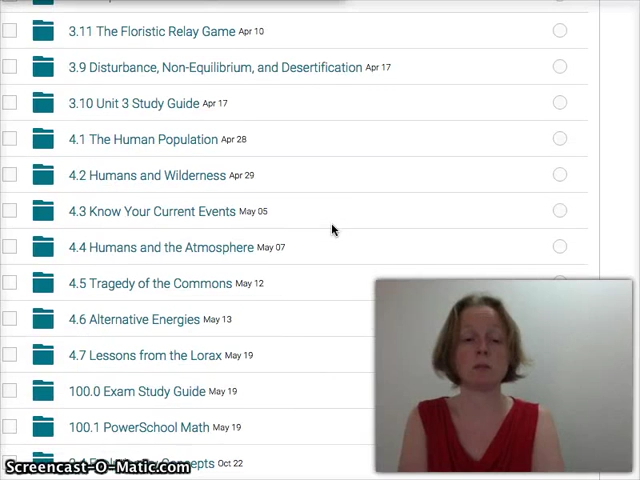 3.11 The Floristic Relay Game Apr 10
3.9 Disturbance, Non-Equilibrium, and Desertification Apr 17
3.10 Unit 3 Study Guide Apr 17
4.1 The Human Population Apr 28
4.2 Humans and Wilderness Apr 29
4.3 Know Your Current Events May 05
4.4 Humans and the Atmosphere May 07
4.5 Tragedy of the Commons May 12
4.6 Alternative Energies May 13
4.7 Lessons from the Lorax May 19
100.0 Exam Study Guide May 19
100.1 PowerSchool Math May 19
Concepts Oct 22
Screencast-O-Matic.com